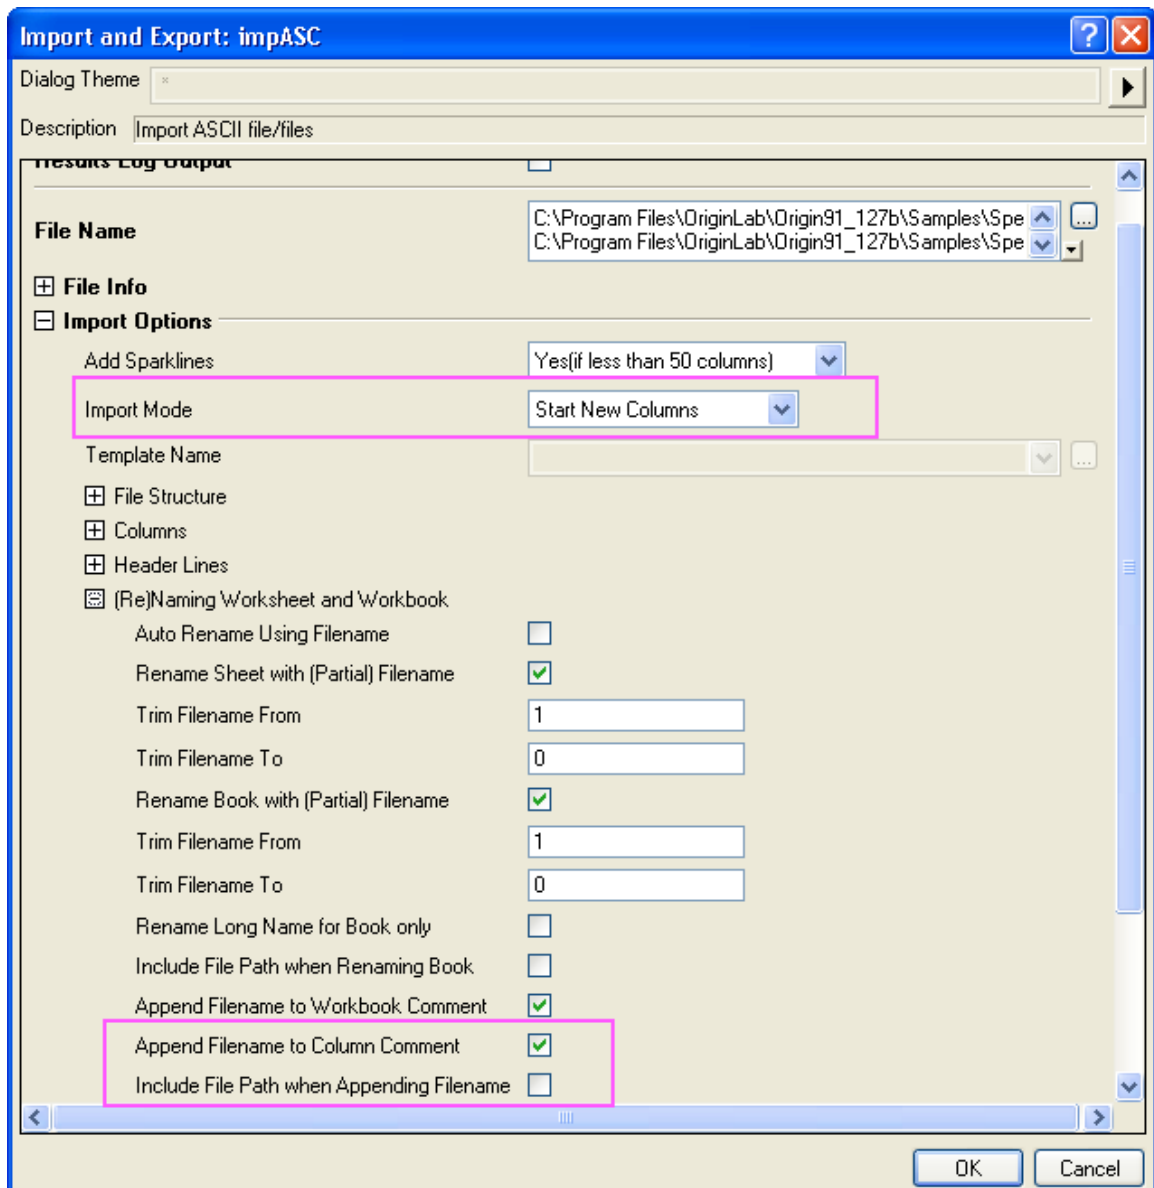 Import and Export: impASC
Dialog Theme *
Description Import ASCII file/files
Results Log Output
File Name C:\Program Files\OriginLab\Origin91_127b\Samples\Spe ...
C:\Program Files\OriginLab\Origin91_127b\Samples\Spe
File Info
Import Options
Add Sparklines Yes(if less than 50 columns)
Import Mode Start New Columns
Template Name ...
File Structure
Columns
Header Lines
(Re)Naming Worksheet and Workbook
Auto Rename Using Filename
Rename Sheet with (Partial) Filename
Trim Filename From 1
Trim Filename To 0
Rename Book with (Partial) Filename
Trim Filename From 1
Trim Filename To 0
Rename Long Name for Book only
Include File Path when Renaming Book
Append Filename to Workbook Comment
Append Filename to Column Comment
Include File Path when Appending Filename
OK Cancel